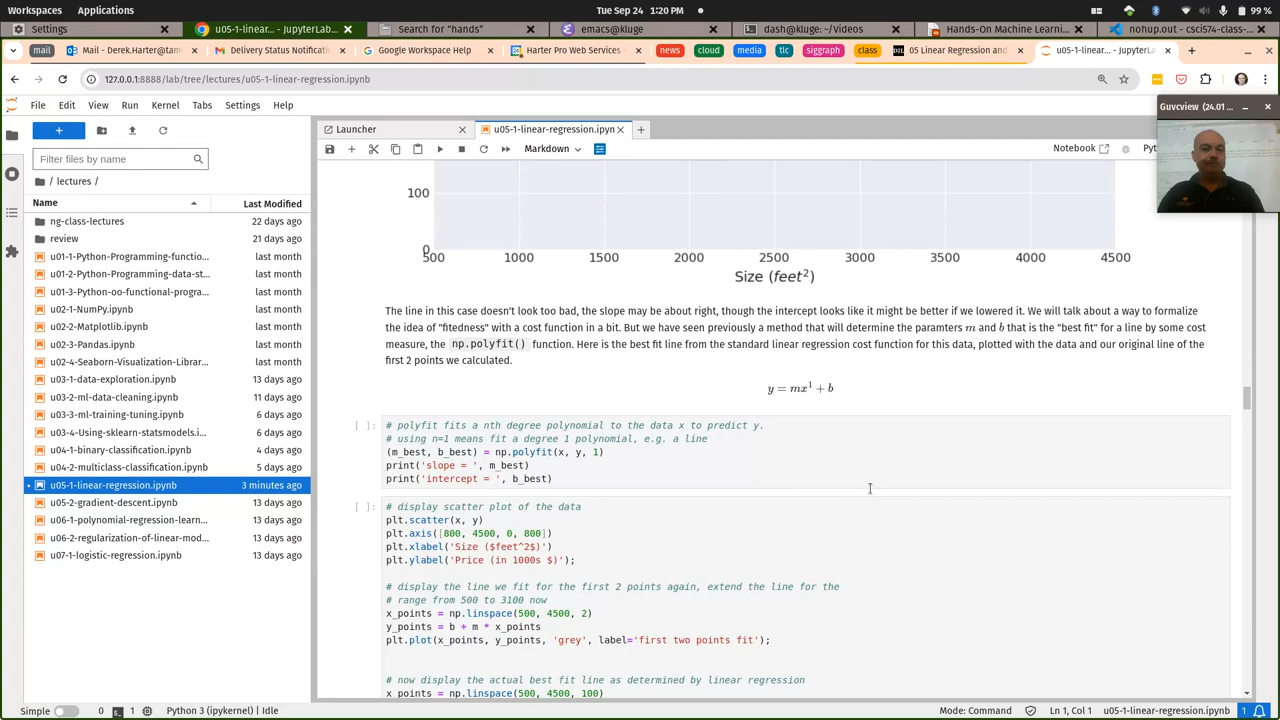 Workspaces Applications Tue Sep 24 1:20 PM 99 %
Settings
u05-1-linear-regression.ipynb... - JupyterLab
Search for "hands"
emacs@kluge
dash@kluge: ~/Videos
Hands-On Machine Learning
nohup.out - csci574-class-
mail
Mail - Derek.Harter@tamuc
Delivery Status Notificati
Google Workspace Help
Harter Pro Web Services -
news
cloud
media
tlc
siggraph
class
05 Linear Regression and
u05-1-linear... - JupyterLa
127.0.0.1:8888/lab/tree/lectures/u05-1-linear-regression.ipynb
File Edit View Run Kernel Tabs Settings Help
Guvcview (24.01 ...
Launcher
u05-1-linear-regression.ipyn
Markdown
Notebook
Pyt
Filter files by name
/ lectures /
Name Last Modified
ng-class-lectures 22 days ago
review 21 days ago
u01-1-Python-Programming-functio... last month
u01-2-Python-Programming-data-st... last month
u01-3-Python-oo-functional-progra... last month
u02-1-NumPy.ipynb last month
u02-2-Matplotlib.ipynb last month
u02-3-Pandas.ipynb last month
u02-4-Seaborn-Visualization-Librar... last month
u03-1-data-exploration.ipynb 13 days ago
u03-2-ml-data-cleaning.ipynb 11 days ago
u03-3-ml-training-tuning.ipynb 6 days ago
u03-4-Using-sklearn-statsmodels.i... 6 days ago
u04-1-binary-classification.ipynb 4 days ago
u04-2-multiclass-classification.ipynb 5 days ago
u05-1-linear-regression.ipynb 3 minutes ago
u05-2-gradient-descent.ipynb 13 days ago
u06-1-polynomial-regression-learn... 13 days ago
u06-2-regularization-of-linear-mod... 13 days ago
u07-1-logistic-regression.ipynb 13 days ago
100
0
500 1000 1500 2000 2500 3000 3500 4000 4500
Size (feet²)
The line in this case doesn't look too bad, the slope may be about right, though the intercept looks like it might be better if we lowered it. We will talk about a way to formalize
the idea of "fitedness" with a cost function in a bit. But we have seen previously a method that will determine the paramters m and b that is the "best fit" for a line by some cost
measure, the np.polyfit() function. Here is the best fit line from the standard linear regression cost function for this data, plotted with the data and our original line of the
first 2 points we calculated.
y = mx¹ + b
[ ]: # polyfit fits a nth degree polynomial to the data x to predict y.
# using n=1 means fit a degree 1 polynomial, e.g. a line
(m_best, b_best) = np.polyfit(x, y, 1)
print('slope = ', m_best)
print('intercept = ', b_best)
[ ]: # display scatter plot of the data
plt.scatter(x, y)
plt.axis([800, 4500, 0, 800])
plt.xlabel('Size ($feet^2$)')
plt.ylabel('Price (in 1000s $)');
# display the line we fit for the first 2 points again, extend the line for the
# range from 500 to 3100 now
x_points = np.linspace(500, 4500, 2)
y_points = b + m * x_points
plt.plot(x_points, y_points, 'grey', label='first two points fit');
# now display the actual best fit line as determined by linear regression
x_points = np.linspace(500, 4500, 100)
Simple 0 1 Python 3 (ipykernel) | Idle Mode: Command Ln 1, Col 1 u05-1-linear-regression.ipynb 1